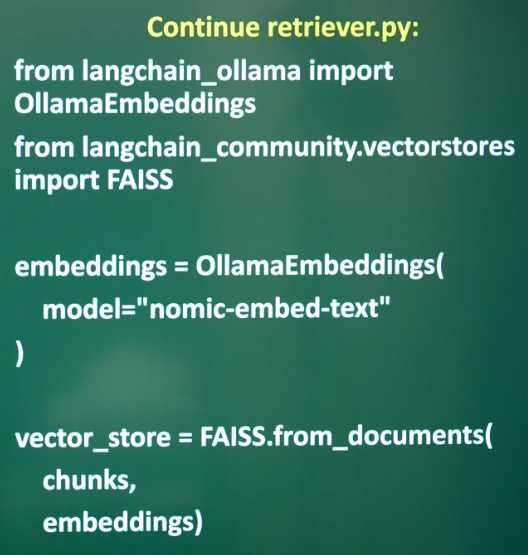 Continue retriever.py:
from langchain_ollama import
OllamaEmbeddings
from langchain_community.vectorstores
import FAISS
embeddings = OllamaEmbeddings(
model="nomic-embed-text"
)
vector_store = FAISS.from_documents(
chunks,
embeddings)